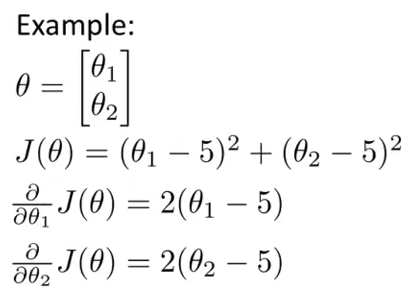 Example:
θ = [θ₁
θ₂]
J(θ) = (θ₁ − 5)² + (θ₂ − 5)²
∂/∂θ₁ J(θ) = 2(θ₁ − 5)
∂/∂θ₂ J(θ) = 2(θ₂ − 5)